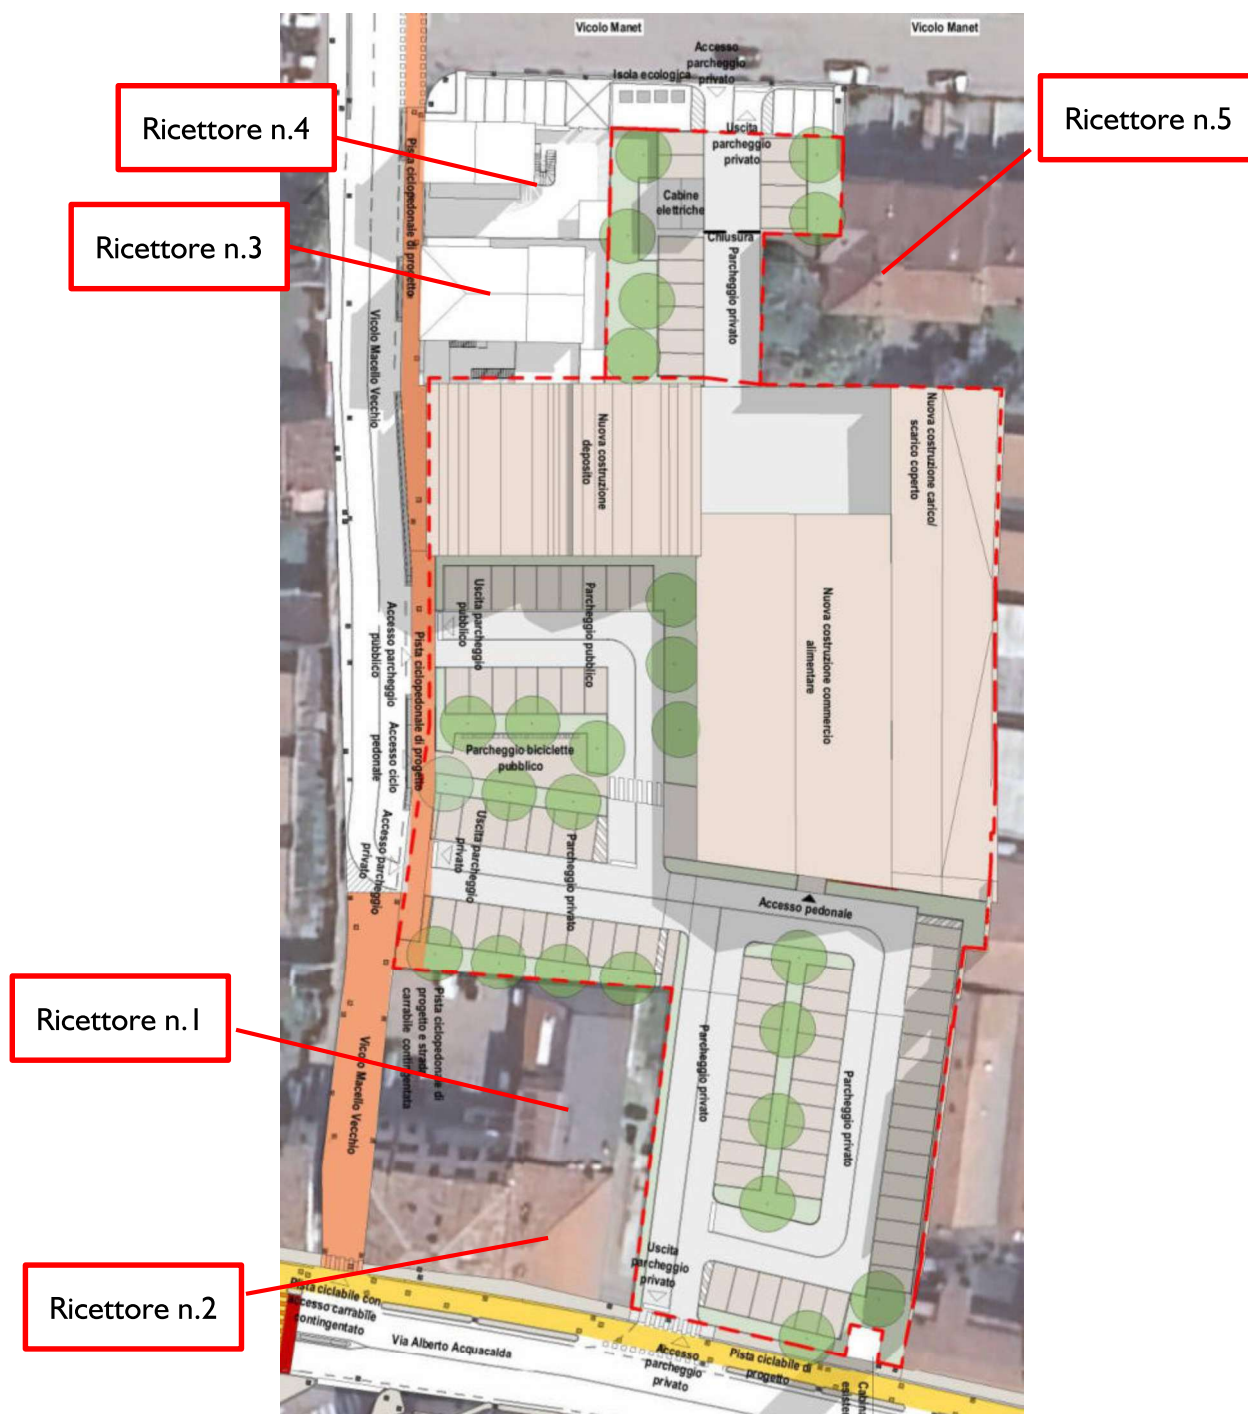 Vicolo Manet
Vicolo Manet
Accesso
parcheggio
privato
Isola ecologica
Ricettore n.4
Ricettore n.5
Uscita
parcheggio
privato
Pista ciclopedonale di progetto
Cabine
elettriche
Ricettore n.3
Chiusura
Parcheggio privato
Vicolo Macello Vecchio
Nuova costruzione
deposito
Nuova costruzione carico/
scarico coperto
Uscita parcheggio
pubblico
Parcheggio pubblico
Nuova costruzione commercio
alimentare
Accesso parcheggio
pubblico
Pista ciclopedonale di progetto
Accesso ciclo
pedonale
Parcheggio biciclette
pubblico
Accesso parcheggio
privato
Uscita parcheggio
privato
Parcheggio privato
Accesso pedonale
Ricettore n.1
Pista ciclopedonale di
progetto e strada
carrabile contingentata
Vicolo Macello Vecchio
Parcheggio privato
Parcheggio privato
Ricettore n.2
Uscita
parcheggio
privato
Pista ciclabile con
accesso carrabile
contingentato
Via Alberto Acquacalda
Accesso
parcheggio
privato
Pista ciclabile di
progetto
Cabina